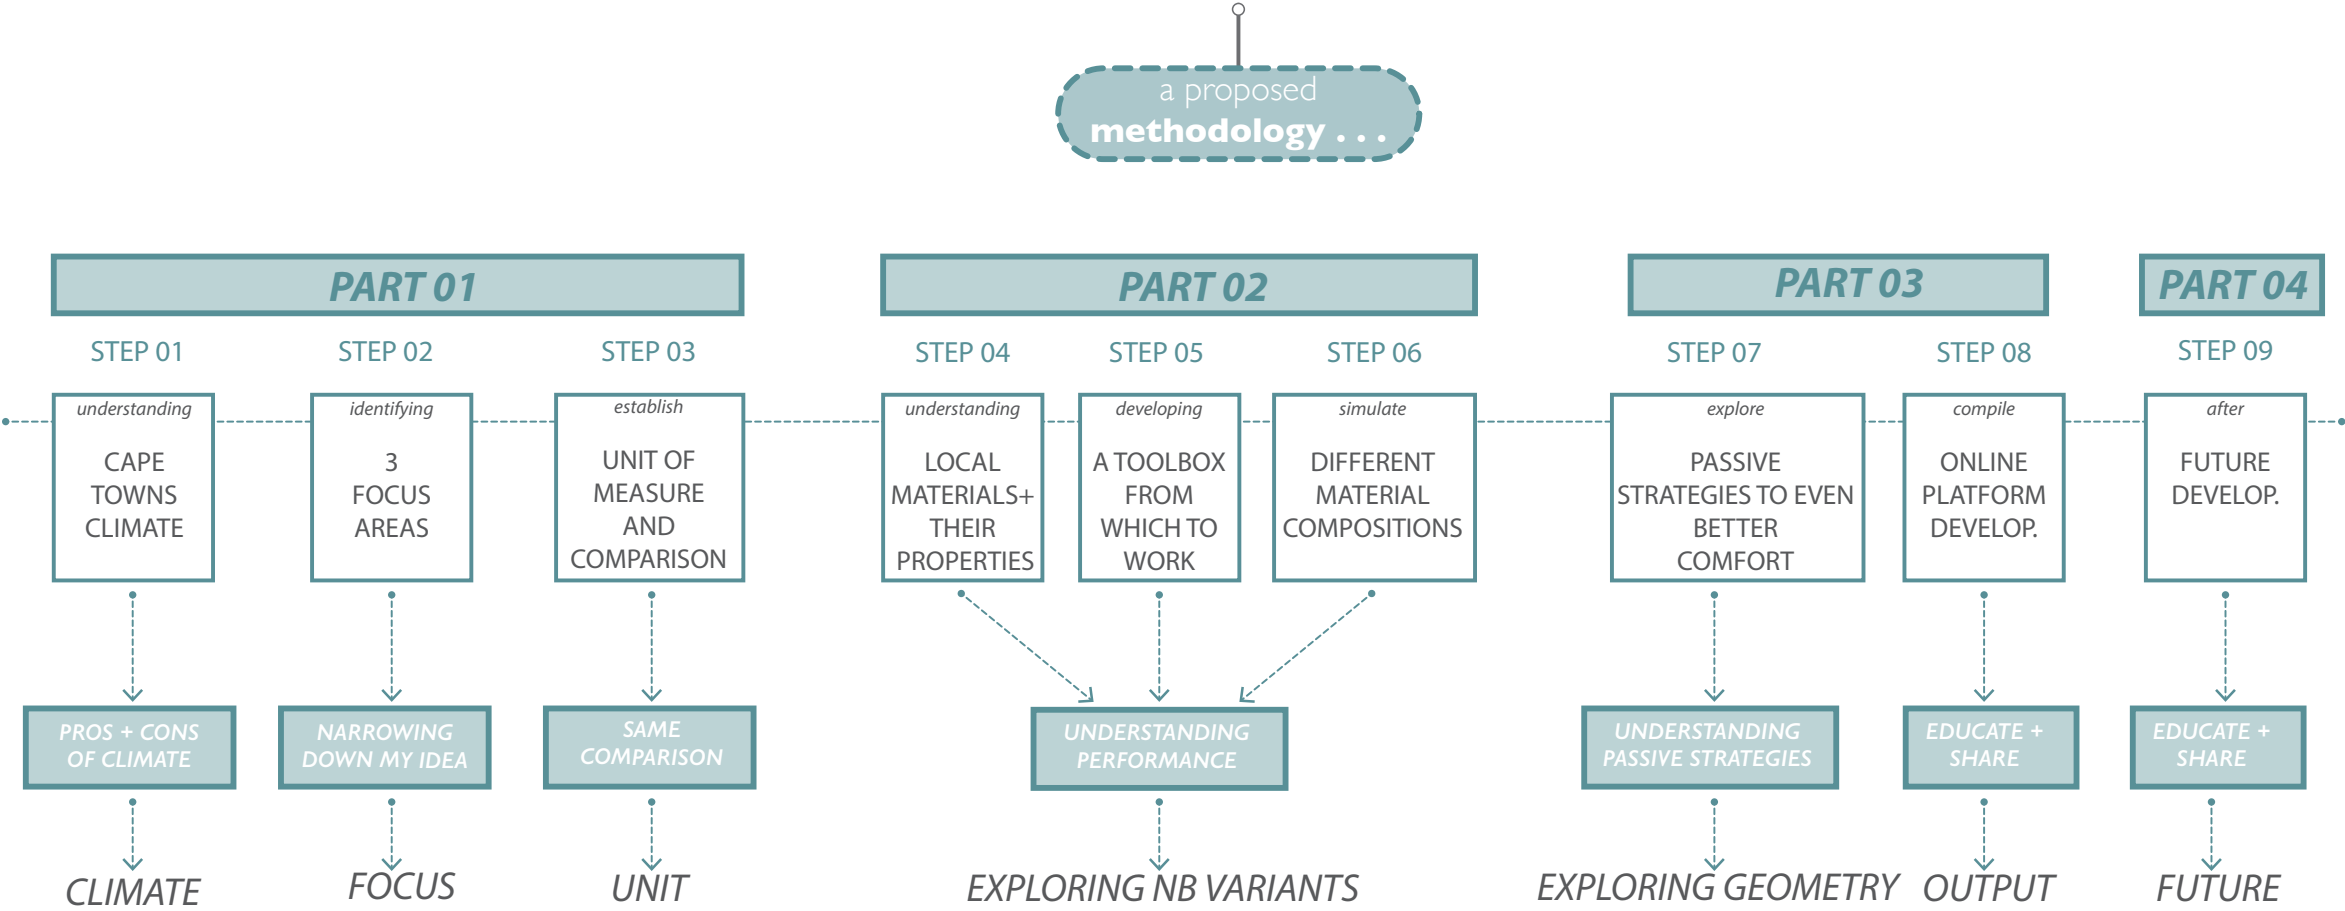 a proposed
methodology . . .
PART 01
PART 02
PART 03
PART 04
STEP 01
STEP 02
STEP 03
STEP 04
STEP 05
STEP 06
STEP 07
STEP 08
STEP 09
understanding
CAPE
TOWNS
CLIMATE
identifying
3
FOCUS
AREAS
establish
UNIT OF
MEASURE
AND
COMPARISON
understanding
LOCAL
MATERIALS+
THEIR
PROPERTIES
developing
A TOOLBOX
FROM
WHICH TO
WORK
simulate
DIFFERENT
MATERIAL
COMPOSITIONS
explore
PASSIVE
STRATEGIES TO EVEN
BETTER
COMFORT
compile
ONLINE
PLATFORM
DEVELOP.
after
FUTURE
DEVELOP.
PROS + CONS
OF CLIMATE
NARROWING
DOWN MY IDEA
SAME
COMPARISON
UNDERSTANDING
PERFORMANCE
UNDERSTANDING
PASSIVE STRATEGIES
EDUCATE +
SHARE
EDUCATE +
SHARE
CLIMATE
FOCUS
UNIT
EXPLORING NB VARIANTS
EXPLORING GEOMETRY
OUTPUT
FUTURE